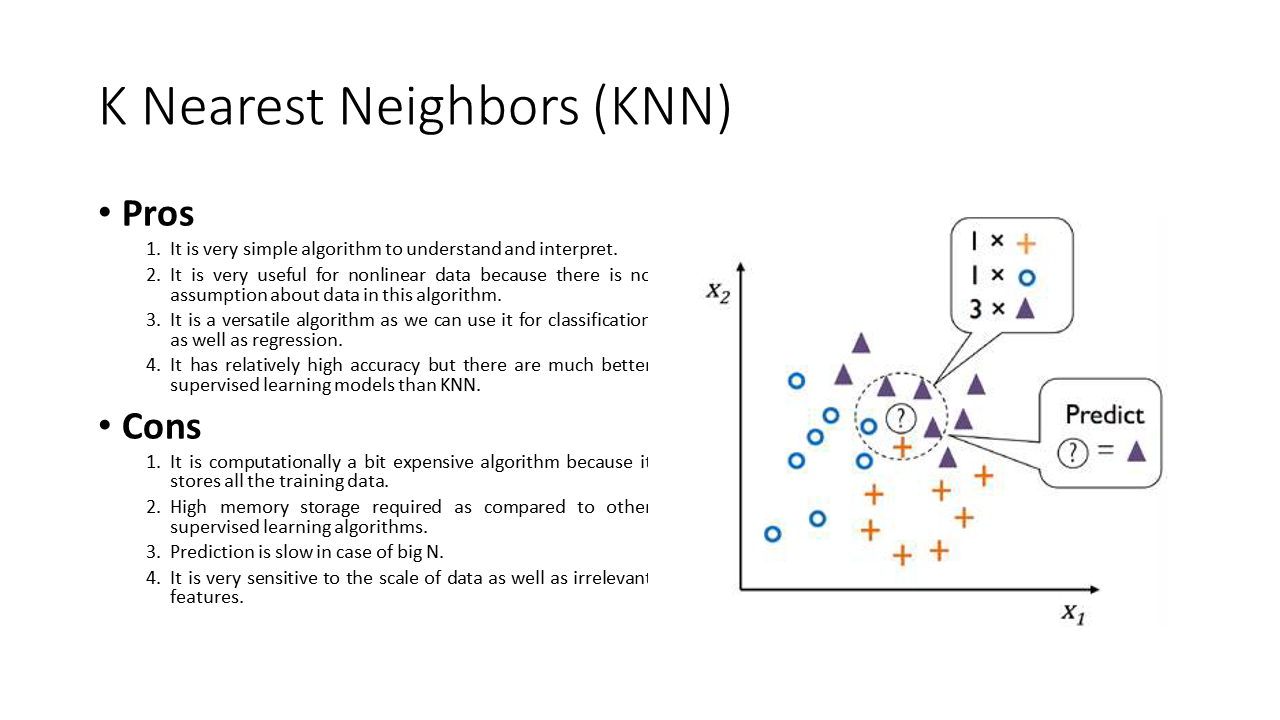 K Nearest Neighbors (KNN)
• Pros
1. It is very simple algorithm to understand and interpret.
2. It is very useful for nonlinear data because there is no
assumption about data in this algorithm.
3. It is a versatile algorithm as we can use it for classification
as well as regression.
4. It has relatively high accuracy but there are much better
supervised learning models than KNN.
• Cons
1. It is computationally a bit expensive algorithm because it
stores all the training data.
2. High memory storage required as compared to other
supervised learning algorithms.
3. Prediction is slow in case of big N.
4. It is very sensitive to the scale of data as well as irrelevant
features.
1 × +
1 × o
3 × ▲
x2
?
Predict
? = ▲
x1